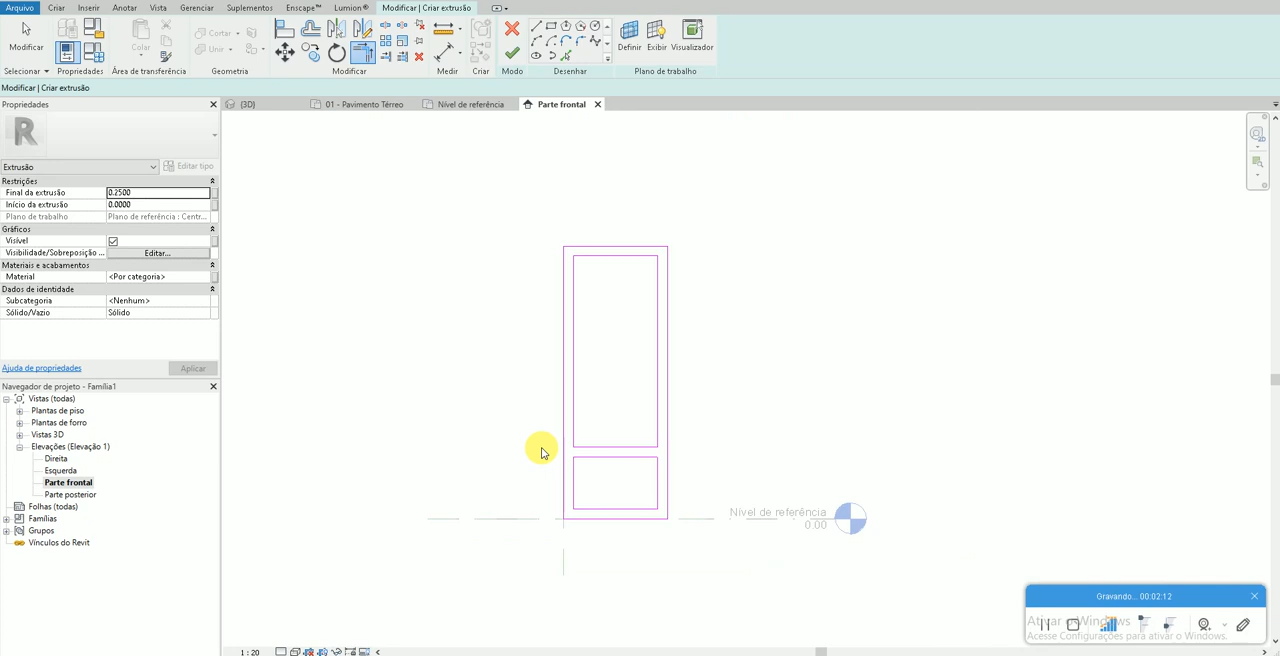 Arquivo Criar Inserir Anotar Vista Gerenciar Suplementos Enscape™ Lumion® Modificar | Criar extrusão
Modificar Colar Cortar Unir Definir Exibir Visualizador
Selecionar Propriedades Área de transferência Geometria Modificar Medir Criar Modo Desenhar Plano de trabalho
Modificar | Criar extrusão
Propriedades
{3D} 01 - Pavimento Térreo Nível de referência Parte frontal
R
Extrusão Editar tipo
Restrições
Final da extrusão 0.2500
Início da extrusão 0.0000
Plano de trabalho Plano de referência : Centr...
Gráficos
Visível
Visibilidade/Sobreposição ... Editar...
Materiais e acabamentos
Material <Por categoria>
Dados de identidade
Subcategoria <Nenhum>
Sólido/Vazio Sólido
Ajuda de propriedades Aplicar
Navegador de projeto - Família1
Vistas (todas)
Plantas de piso
Plantas de forro
Vistas 3D
Elevações (Elevação 1)
Direita
Esquerda
Parte frontal
Parte posterior
Folhas (todas)
Famílias
Grupos
Vínculos do Revit
Nível de referência
0.00
Gravando... 00:02:12
Ativar o Windows
Acesse Configurações para ativar o Windows.
1 : 20